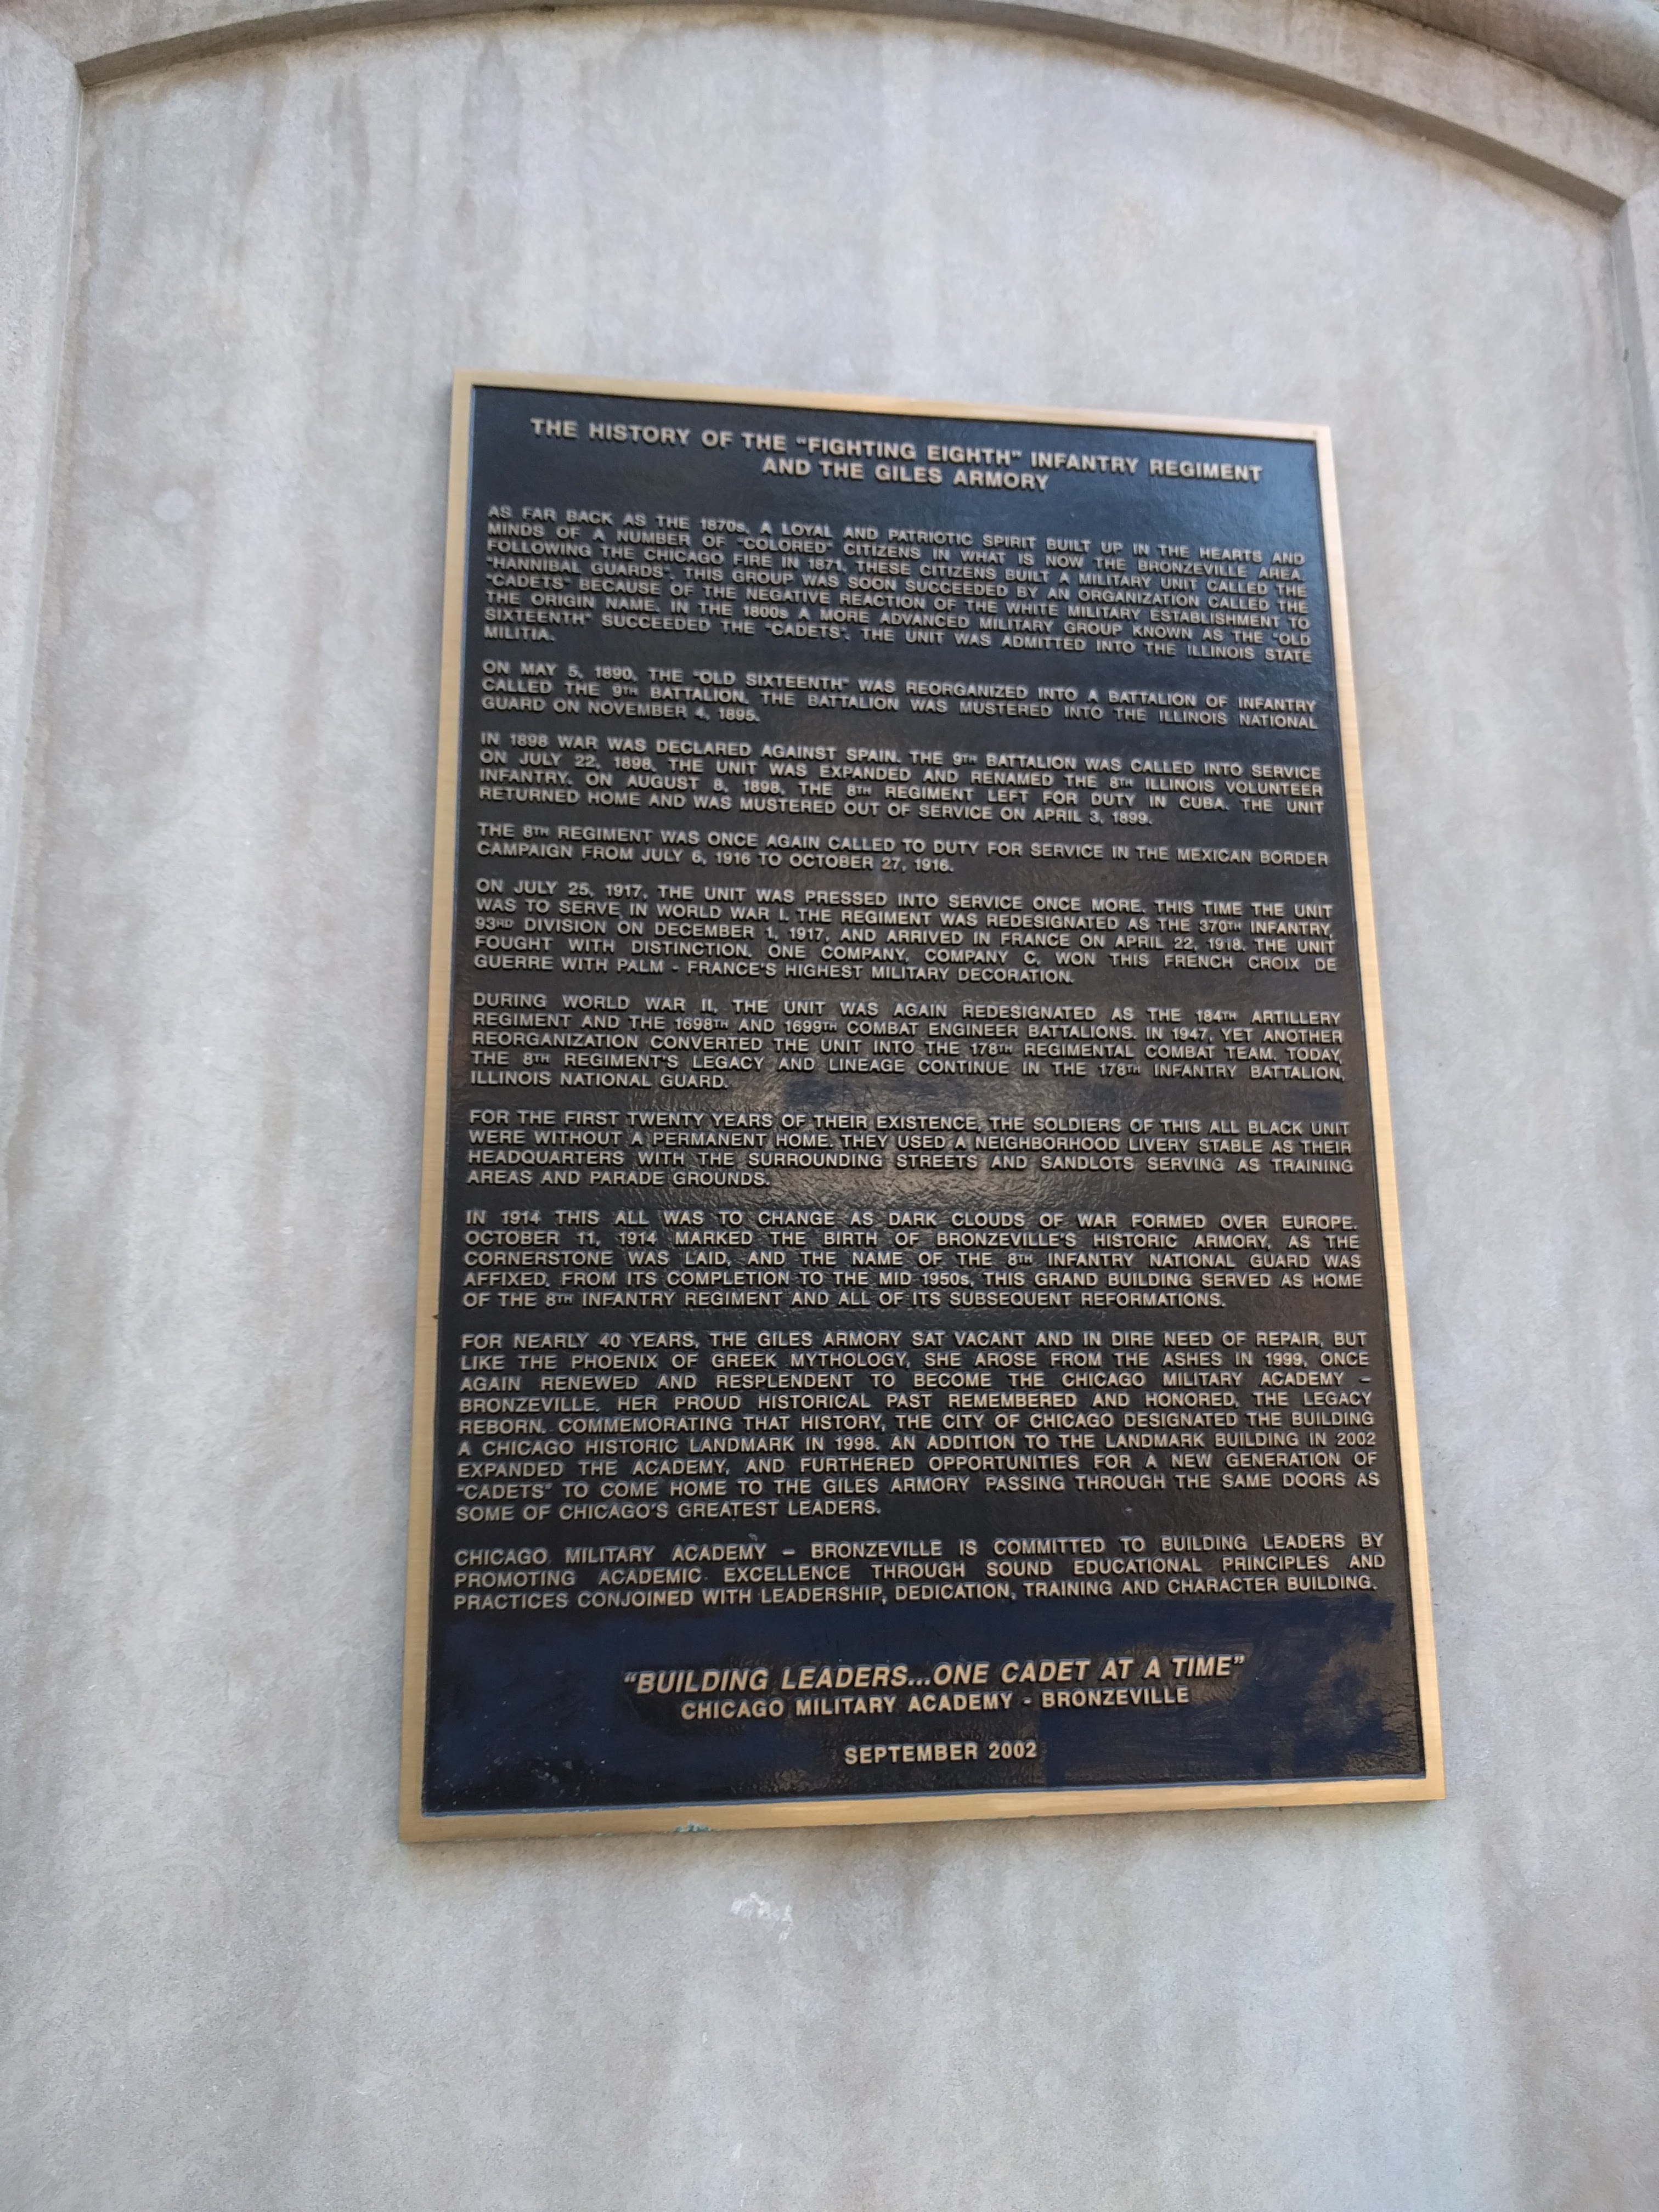 THE HISTORY OF THE "FIGHTING EIGHTH" INFANTRY REGIMENT
AND THE GILES ARMORY
AS FAR BACK AS THE 1870s, A LOYAL AND PATRIOTIC SPIRIT BUILT UP IN THE HEARTS AND
MINDS OF A NUMBER OF "COLORED" CITIZENS IN WHAT IS NOW THE BRONZEVILLE AREA.
FOLLOWING THE CHICAGO FIRE IN 1871, THESE CITIZENS BUILT A MILITARY UNIT CALLED THE
"HANNIBAL GUARDS". THIS GROUP WAS SOON SUCCEEDED BY AN ORGANIZATION CALLED THE
"CADETS" BECAUSE OF THE NEGATIVE REACTION OF THE WHITE MILITARY ESTABLISHMENT TO
THE ORIGIN NAME. IN THE 1800s A MORE ADVANCED MILITARY GROUP KNOWN AS THE "OLD
SIXTEENTH" SUCCEEDED THE "CADETS". THE UNIT WAS ADMITTED INTO THE ILLINOIS STATE
MILITIA.
ON MAY 5, 1890, THE "OLD SIXTEENTH" WAS REORGANIZED INTO A BATTALION OF INFANTRY
CALLED THE 9TH BATTALION. THE BATTALION WAS MUSTERED INTO THE ILLINOIS NATIONAL
GUARD ON NOVEMBER 4, 1895.
IN 1898 WAR WAS DECLARED AGAINST SPAIN. THE 9TH BATTALION WAS CALLED INTO SERVICE
ON JULY 22, 1898. THE UNIT WAS EXPANDED AND RENAMED THE 8TH ILLINOIS VOLUNTEER
INFANTRY. ON AUGUST 8, 1898, THE 8TH REGIMENT LEFT FOR DUTY IN CUBA. THE UNIT
RETURNED HOME AND WAS MUSTERED OUT OF SERVICE ON APRIL 3, 1899.
THE 8TH REGIMENT WAS ONCE AGAIN CALLED TO DUTY FOR SERVICE IN THE MEXICAN BORDER
CAMPAIGN FROM JULY 6, 1916 TO OCTOBER 27, 1916.
ON JULY 25, 1917, THE UNIT WAS PRESSED INTO SERVICE ONCE MORE. THIS TIME THE UNIT
WAS TO SERVE IN WORLD WAR I. THE REGIMENT WAS REDESIGNATED AS THE 370TH INFANTRY,
93RD DIVISION ON DECEMBER 1, 1917, AND ARRIVED IN FRANCE ON APRIL 22, 1918. THE UNIT
FOUGHT WITH DISTINCTION. ONE COMPANY, COMPANY C, WON THIS FRENCH CROIX DE
GUERRE WITH PALM - FRANCE'S HIGHEST MILITARY DECORATION.
DURING WORLD WAR II, THE UNIT WAS AGAIN REDESIGNATED AS THE 184TH ARTILLERY
REGIMENT AND THE 1698TH AND 1699TH COMBAT ENGINEER BATTALIONS. IN 1947, YET ANOTHER
REORGANIZATION CONVERTED THE UNIT INTO THE 178TH REGIMENTAL COMBAT TEAM. TODAY,
THE 8TH REGIMENT'S LEGACY AND LINEAGE CONTINUE IN THE 178TH INFANTRY BATTALION,
ILLINOIS NATIONAL GUARD.
FOR THE FIRST TWENTY YEARS OF THEIR EXISTENCE, THE SOLDIERS OF THIS ALL BLACK UNIT
WERE WITHOUT A PERMANENT HOME. THEY USED A NEIGHBORHOOD LIVERY STABLE AS THEIR
HEADQUARTERS WITH THE SURROUNDING STREETS AND SANDLOTS SERVING AS TRAINING
AREAS AND PARADE GROUNDS.
IN 1914 THIS ALL WAS TO CHANGE AS DARK CLOUDS OF WAR FORMED OVER EUROPE.
OCTOBER 11, 1914 MARKED THE BIRTH OF BRONZEVILLE'S HISTORIC ARMORY, AS THE
CORNERSTONE WAS LAID, AND THE NAME OF THE 8TH INFANTRY NATIONAL GUARD WAS
AFFIXED. FROM ITS COMPLETION TO THE MID 1950s, THIS GRAND BUILDING SERVED AS HOME
OF THE 8TH INFANTRY REGIMENT AND ALL OF ITS SUBSEQUENT REFORMATIONS.
FOR NEARLY 40 YEARS, THE GILES ARMORY SAT VACANT AND IN DIRE NEED OF REPAIR, BUT
LIKE THE PHOENIX OF GREEK MYTHOLOGY, SHE AROSE FROM THE ASHES IN 1999, ONCE
AGAIN RENEWED AND RESPLENDENT TO BECOME THE CHICAGO MILITARY ACADEMY –
BRONZEVILLE. HER PROUD HISTORICAL PAST REMEMBERED AND HONORED, THE LEGACY
REBORN. COMMEMORATING THAT HISTORY, THE CITY OF CHICAGO DESIGNATED THE BUILDING
A CHICAGO HISTORIC LANDMARK IN 1998. AN ADDITION TO THE LANDMARK BUILDING IN 2002
EXPANDED THE ACADEMY, AND FURTHERED OPPORTUNITIES FOR A NEW GENERATION OF
"CADETS" TO COME HOME TO THE GILES ARMORY PASSING THROUGH THE SAME DOORS AS
SOME OF CHICAGO'S GREATEST LEADERS.
CHICAGO MILITARY ACADEMY – BRONZEVILLE IS COMMITTED TO BUILDING LEADERS BY
PROMOTING ACADEMIC EXCELLENCE THROUGH SOUND EDUCATIONAL PRINCIPLES AND
PRACTICES CONJOINED WITH LEADERSHIP, DEDICATION, TRAINING AND CHARACTER BUILDING.
"BUILDING LEADERS...ONE CADET AT A TIME"
CHICAGO MILITARY ACADEMY - BRONZEVILLE
SEPTEMBER 2002